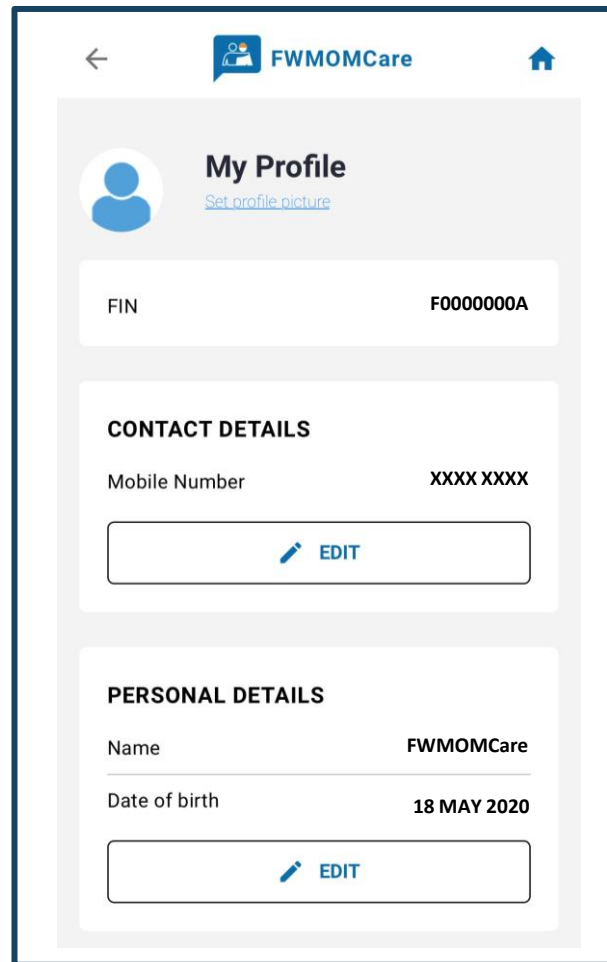 FWMOMCare
My Profile
Set profile picture
FIN F0000000A
CONTACT DETAILS
Mobile Number XXXX XXXX
EDIT
PERSONAL DETAILS
Name FWMOMCare
Date of birth 18 MAY 2020
EDIT